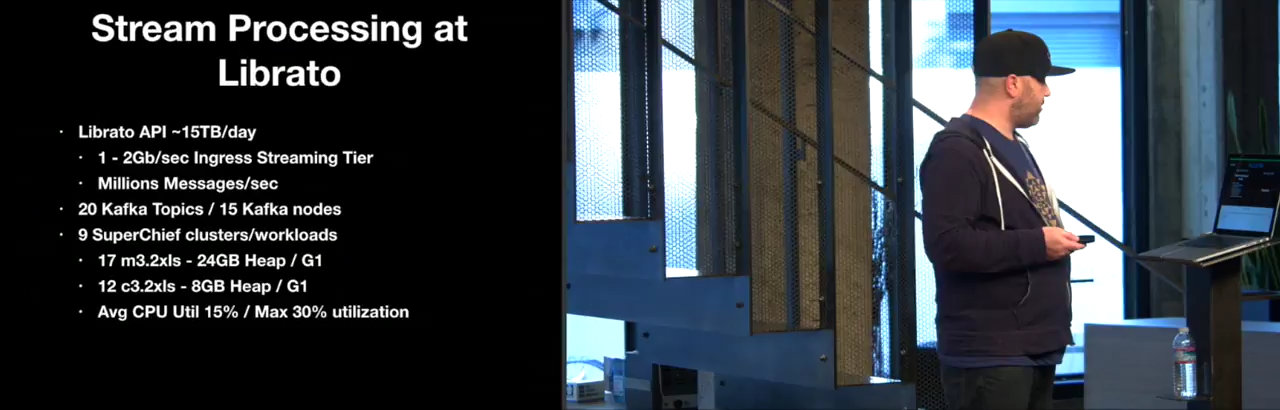 Stream Processing at
Librato
· Librato API ~15TB/day
· 1 - 2Gb/sec Ingress Streaming Tier
· Millions Messages/sec
· 20 Kafka Topics / 15 Kafka nodes
· 9 SuperChief clusters/workloads
· 17 m3.2xls - 24GB Heap / G1
· 12 c3.2xls - 8GB Heap / G1
· Avg CPU Util 15% / Max 30% utilization